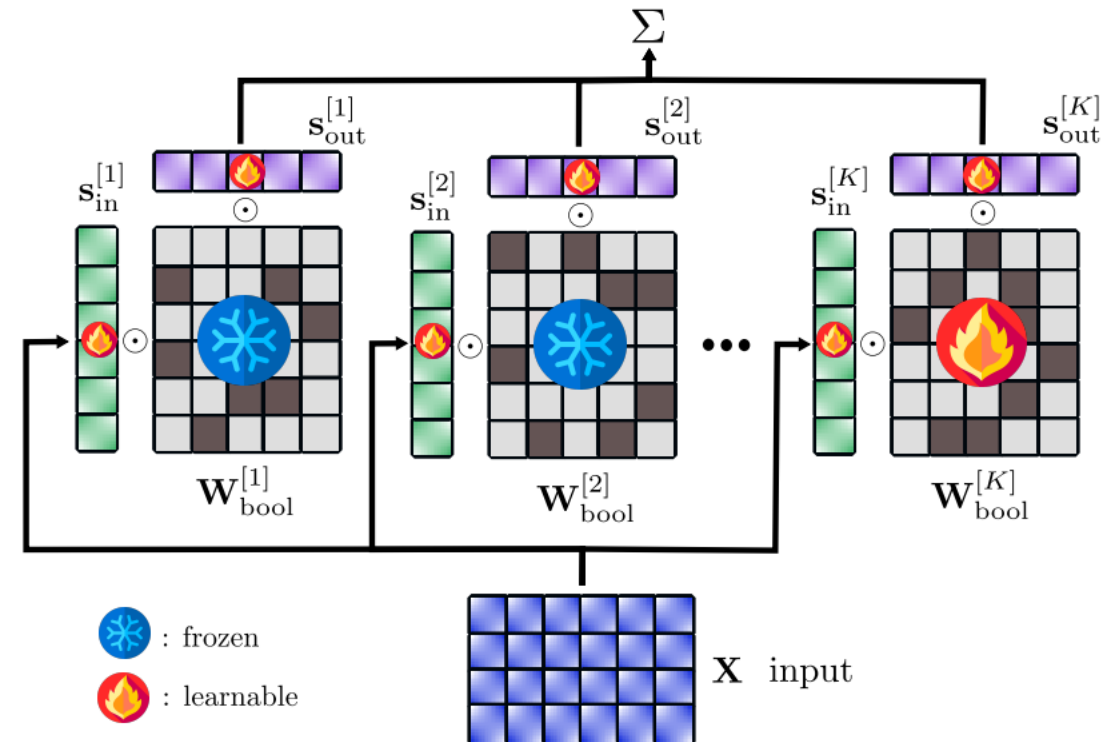 Σ
s_out^[1]
s_out^[2]
s_out^[K]
s_in^[1]
s_in^[2]
s_in^[K]
⊙ ⊙ ⊙
⊙ ⊙ ••• ⊙
W_bool^[1]
W_bool^[2]
W_bool^[K]
: frozen
X input
: learnable